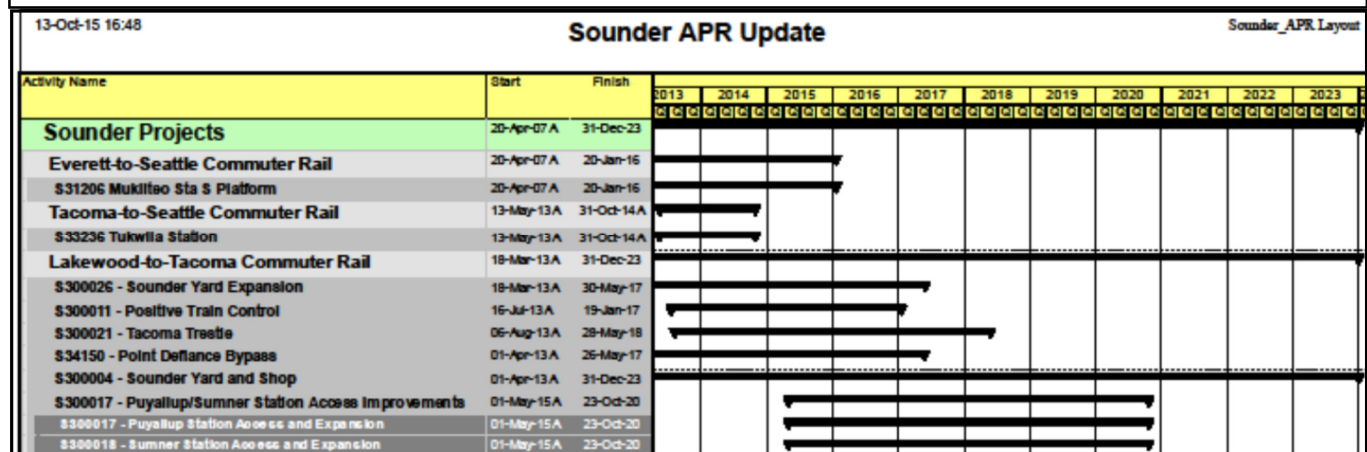 13-Oct-15 16:48 Sounder APR Update Sounder_APR Layout
Activity Name Start Finish
2013 2014 2015 2016 2017 2018 2019 2020 2021 2022 2023
Q Q Q Q Q Q Q Q Q Q Q Q Q Q Q Q Q Q Q Q Q Q Q Q Q Q Q Q Q Q Q Q Q Q Q Q Q Q Q Q Q Q Q
Sounder Projects 20-Apr-07 A 31-Dec-23
Everett-to-Seattle Commuter Rail 20-Apr-07 A 20-Jan-16
S31206 Mukilteo Sta S Platform 20-Apr-07 A 20-Jan-16
Tacoma-to-Seattle Commuter Rail 13-May-13 A 31-Oct-14 A
S33236 Tukwila Station 13-May-13 A 31-Oct-14 A
Lakewood-to-Tacoma Commuter Rail 18-Mar-13 A 31-Dec-23
S300026 - Sounder Yard Expansion 18-Mar-13 A 30-May-17
S300011 - Positive Train Control 16-Jul-13 A 19-Jan-17
S300021 - Tacoma Trestle 06-Aug-13 A 28-May-18
S34150 - Point Defiance Bypass 01-Apr-13 A 26-May-17
S300004 - Sounder Yard and Shop 01-Apr-13 A 31-Dec-23
S300017 - Puyallup/Sumner Station Access Improvements 01-May-15 A 23-Oct-20
S300017 - Puyallup Station Access and Expansion 01-May-15 A 23-Oct-20
S300018 - Sumner Station Access and Expansion 01-May-15 A 23-Oct-20